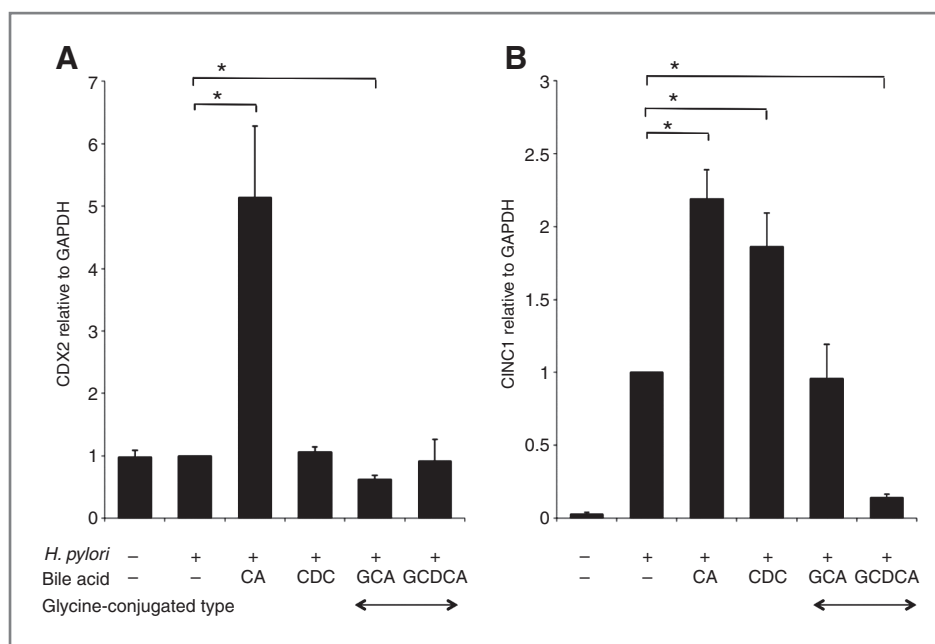 A
CDX2 relative to GAPDH
7
6
5
4
3
2
1
0
*
*
H. pylori – + + + + +
Bile acid – – CA CDC GCA GCDCA
Glycine-conjugated type
B
CINC1 relative to GAPDH
3
2.5
2
1.5
1
0.5
0
*
*
*
– + + + + +
– – CA CDC GCA GCDCA